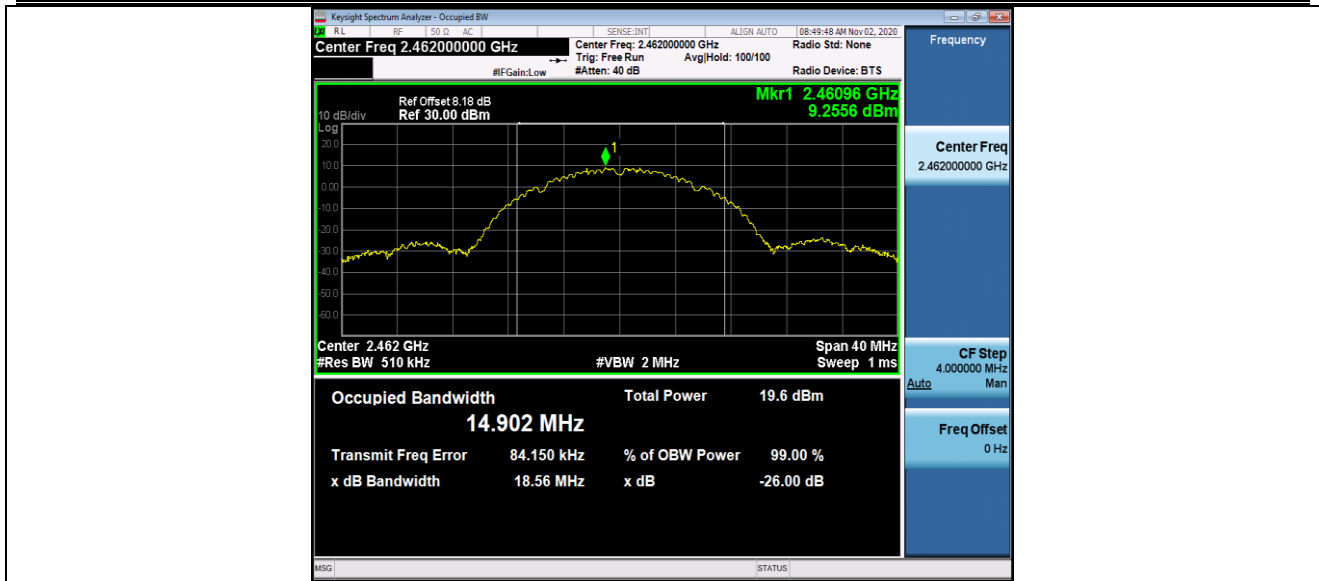 Keysight Spectrum Analyzer - Occupied BW
RL RF 50 Ω AC SENSE:INT ALIGN AUTO 08:49:48 AM Nov 02, 2020
Center Freq 2.462000000 GHz Center Freq: 2.462000000 GHz Radio Std: None
Trig: Free Run Avg|Hold: 100/100
#IFGain:Low #Atten: 40 dB Radio Device: BTS
Frequency
Mkr1 2.46096 GHz
Ref Offset 8.18 dB
10 dB/div Ref 30.00 dBm 9.2556 dBm
Log
20.0
1
10.0
0.00
-10.0
-20.0
-30.0
-40.0
-50.0
-60.0
Center 2.462 GHz Span 40 MHz
#Res BW 510 kHz #VBW 2 MHz Sweep 1 ms
Center Freq
2.462000000 GHz
CF Step
4.000000 MHz
Auto Man
Freq Offset
0 Hz
Occupied Bandwidth Total Power 19.6 dBm
14.902 MHz
Transmit Freq Error 84.150 kHz % of OBW Power 99.00 %
x dB Bandwidth 18.56 MHz x dB -26.00 dB
MSG STATUS